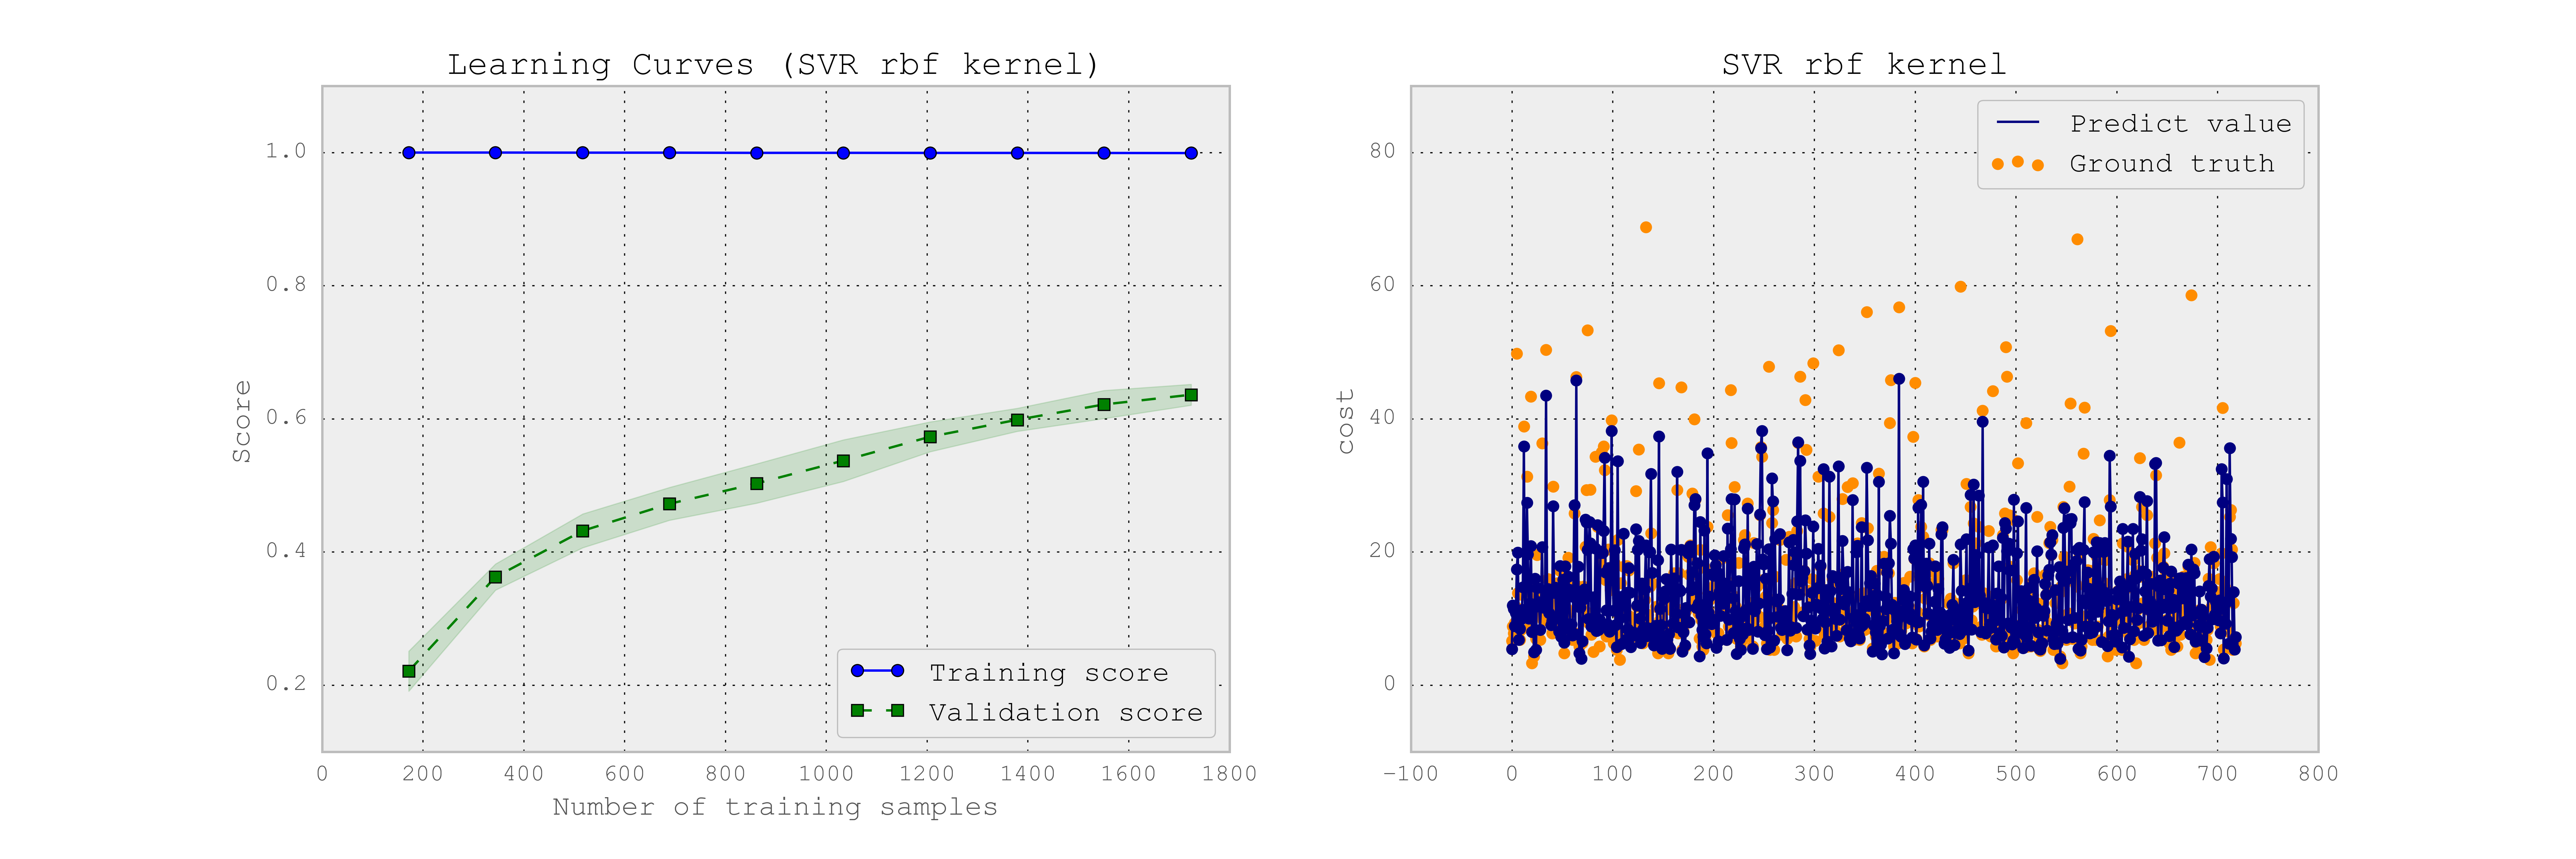 Learning Curves (SVR rbf kernel)
1.0
0.8
0.6
0.4
0.2
Score
0 200 400 600 800 1000 1200 1400 1600 1800
Number of training samples
Training score
Validation score
SVR rbf kernel
Predict value
Ground truth
80
60
40
20
0
cost
-100 0 100 200 300 400 500 600 700 800